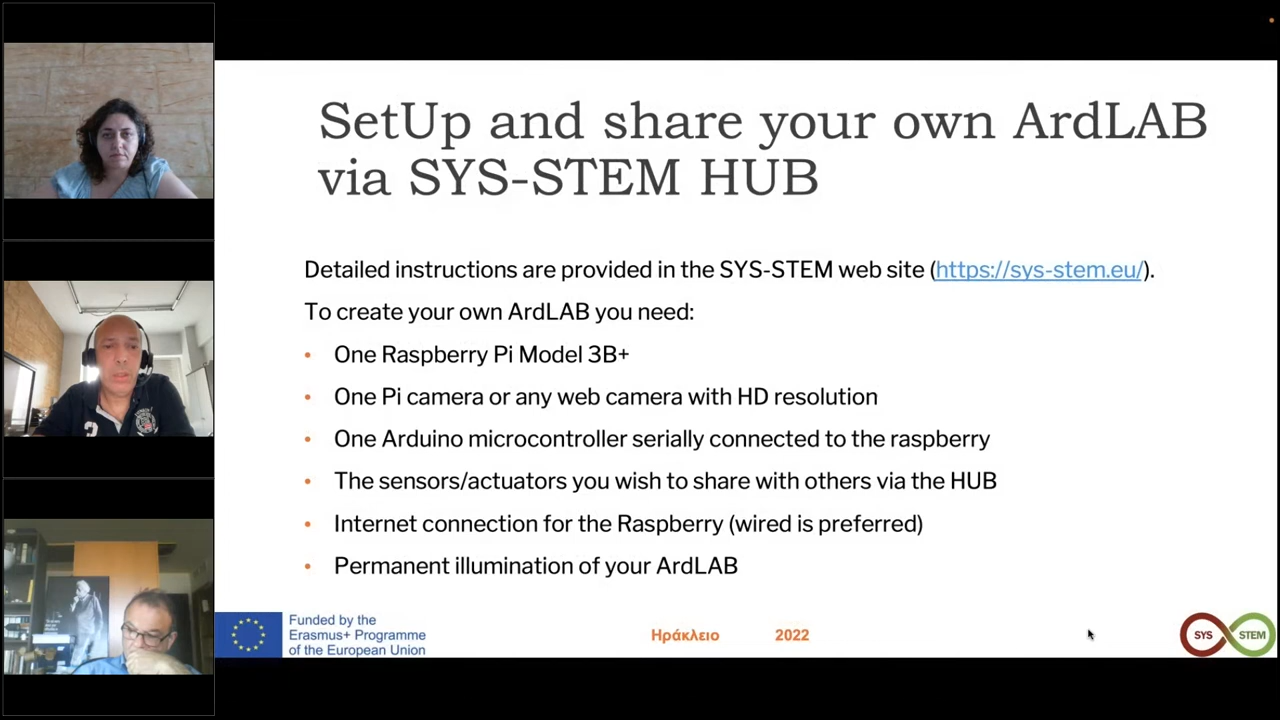 SetUp and share your own ArdLAB
via SYS-STEM HUB
Detailed instructions are provided in the SYS-STEM web site (https://sys-stem.eu/).
To create your own ArdLAB you need:
• One Raspberry Pi Model 3B+
• One Pi camera or any web camera with HD resolution
• One Arduino microcontroller serially connected to the raspberry
• The sensors/actuators you wish to share with others via the HUB
• Internet connection for the Raspberry (wired is preferred)
• Permanent illumination of your ArdLAB
Funded by the
Erasmus+ Programme
of the European Union
Ηράκλειο 2022
SYS STEM